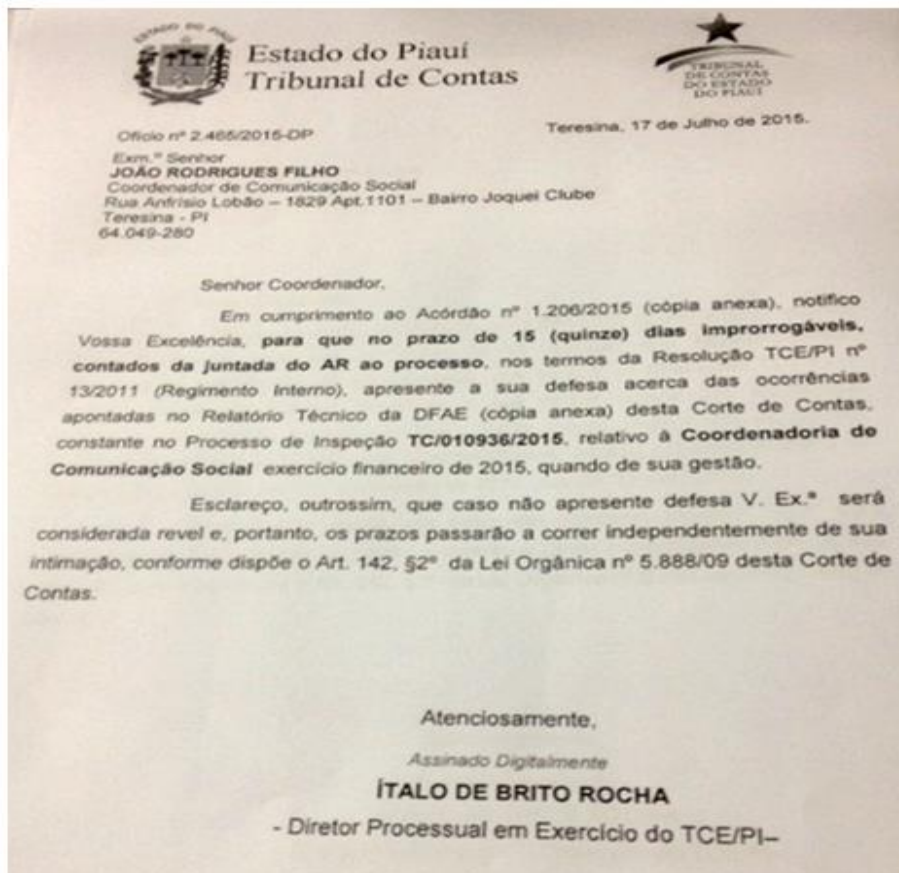 ESTADO DO PIAUÍ
Estado do Piauí
Tribunal de Contas
TRIBUNAL
DE CONTAS
DO ESTADO
DO PIAUÍ
Ofício nº 2.465/2015-DP
Teresina, 17 de Julho de 2015.
Exm.º Senhor
JOÃO RODRIGUES FILHO
Coordenador de Comunicação Social
Rua Anfrísio Lobão – 1829 Apt.1101 – Bairro Joquei Clube
Teresina - PI
64.049-280
Senhor Coordenador,
Em cumprimento ao Acórdão nº 1.206/2015 (cópia anexa), notifico
Vossa Excelência, para que no prazo de 15 (quinze) dias improrrogáveis,
contados da juntada do AR ao processo, nos termos da Resolução TCE/PI nº
13/2011 (Regimento Interno), apresente a sua defesa acerca das ocorrências
apontadas no Relatório Técnico da DFAE (cópia anexa) desta Corte de Contas,
constante no Processo de Inspeção TC/010936/2015, relativo à Coordenadoria de
Comunicação Social exercício financeiro de 2015, quando de sua gestão.
Esclareço, outrossim, que caso não apresente defesa V. Ex.ª será
considerada revel e, portanto, os prazos passarão a correr independentemente de sua
intimação, conforme dispõe o Art. 142, §2º da Lei Orgânica nº 5.888/09 desta Corte de
Contas.
Atenciosamente,
Assinado Digitalmente
ÍTALO DE BRITO ROCHA
- Diretor Processual em Exercício do TCE/PI–